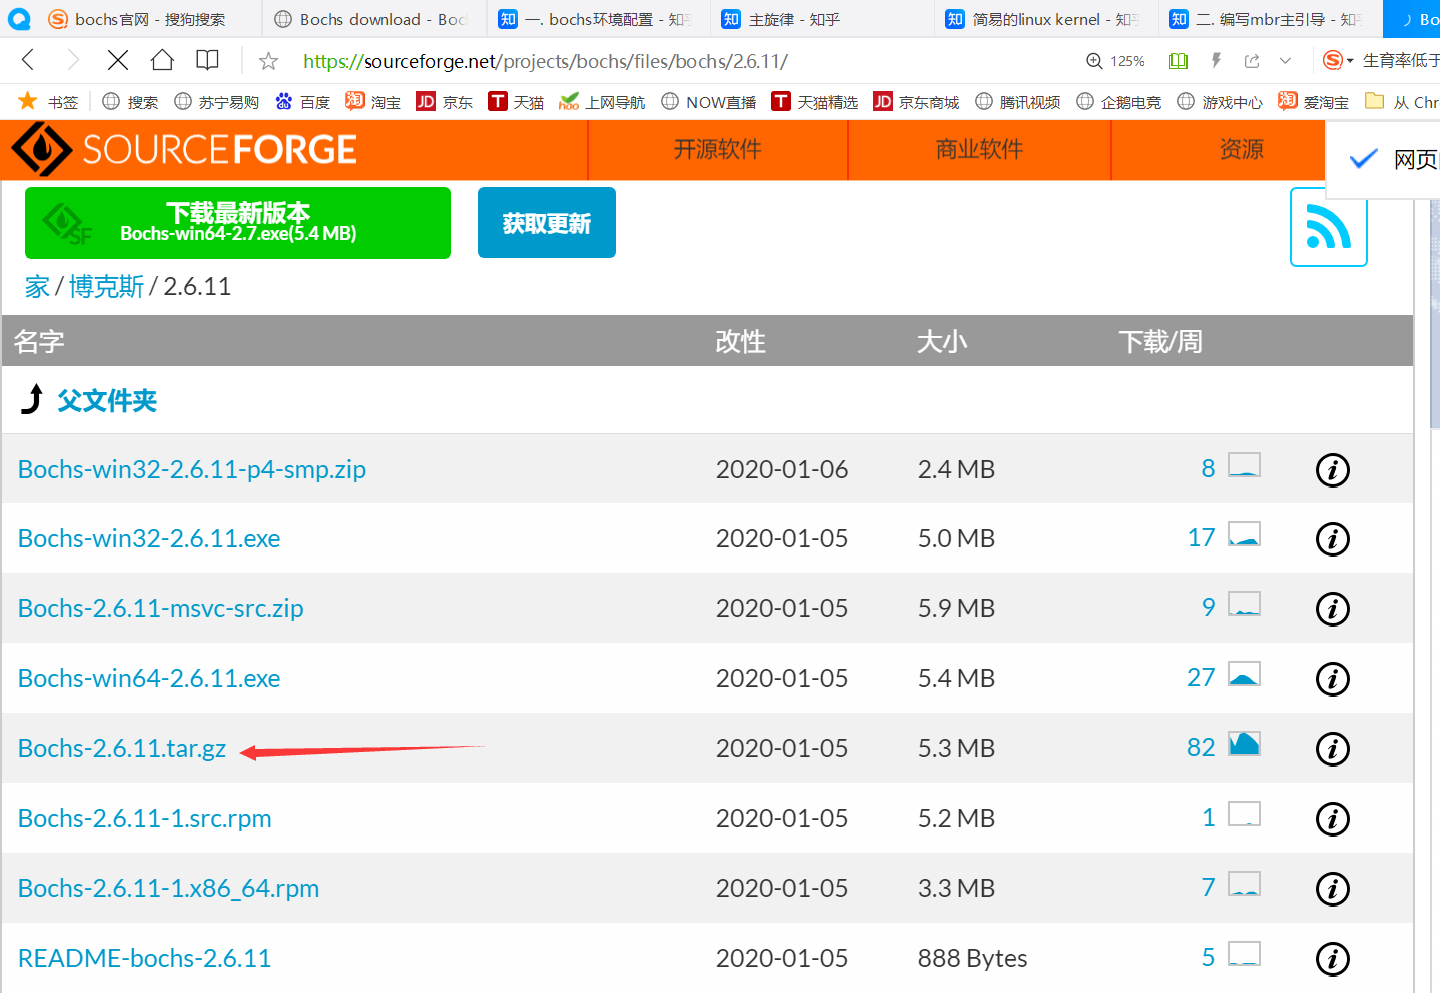 bochs官网 - 搜狗搜索 Bochs download - Boc 知 一. bochs环境配置 - 知乎 知 主旋律 - 知乎 知 简易的linux kernel - 知乎 知 二. 编写mbr主引导 - 知乎 Bo
https://sourceforge.net/projects/bochs/files/bochs/2.6.11/ 125% 生育率低于
书签 搜索 苏宁易购 百度 淘 淘宝 JD 京东 T 天猫 hao 上网导航 NOW直播 T 天猫精选 JD 京东商城 腾讯视频 企鹅电竞 游戏中心 淘 爱淘宝 从 Chr
SOURCEFORGE 开源软件 商业软件 资源 网页
SF 下载最新版本
Bochs-win64-2.7.exe(5.4 MB)
获取更新
家 / 博克斯 / 2.6.11
名字 改性 大小 下载/周
父文件夹
Bochs-win32-2.6.11-p4-smp.zip 2020-01-06 2.4 MB 8 i
Bochs-win32-2.6.11.exe 2020-01-05 5.0 MB 17 i
Bochs-2.6.11-msvc-src.zip 2020-01-05 5.9 MB 9 i
Bochs-win64-2.6.11.exe 2020-01-05 5.4 MB 27 i
Bochs-2.6.11.tar.gz 2020-01-05 5.3 MB 82 i
Bochs-2.6.11-1.src.rpm 2020-01-05 5.2 MB 1 i
Bochs-2.6.11-1.x86_64.rpm 2020-01-05 3.3 MB 7 i
README-bochs-2.6.11 2020-01-05 888 Bytes 5 i